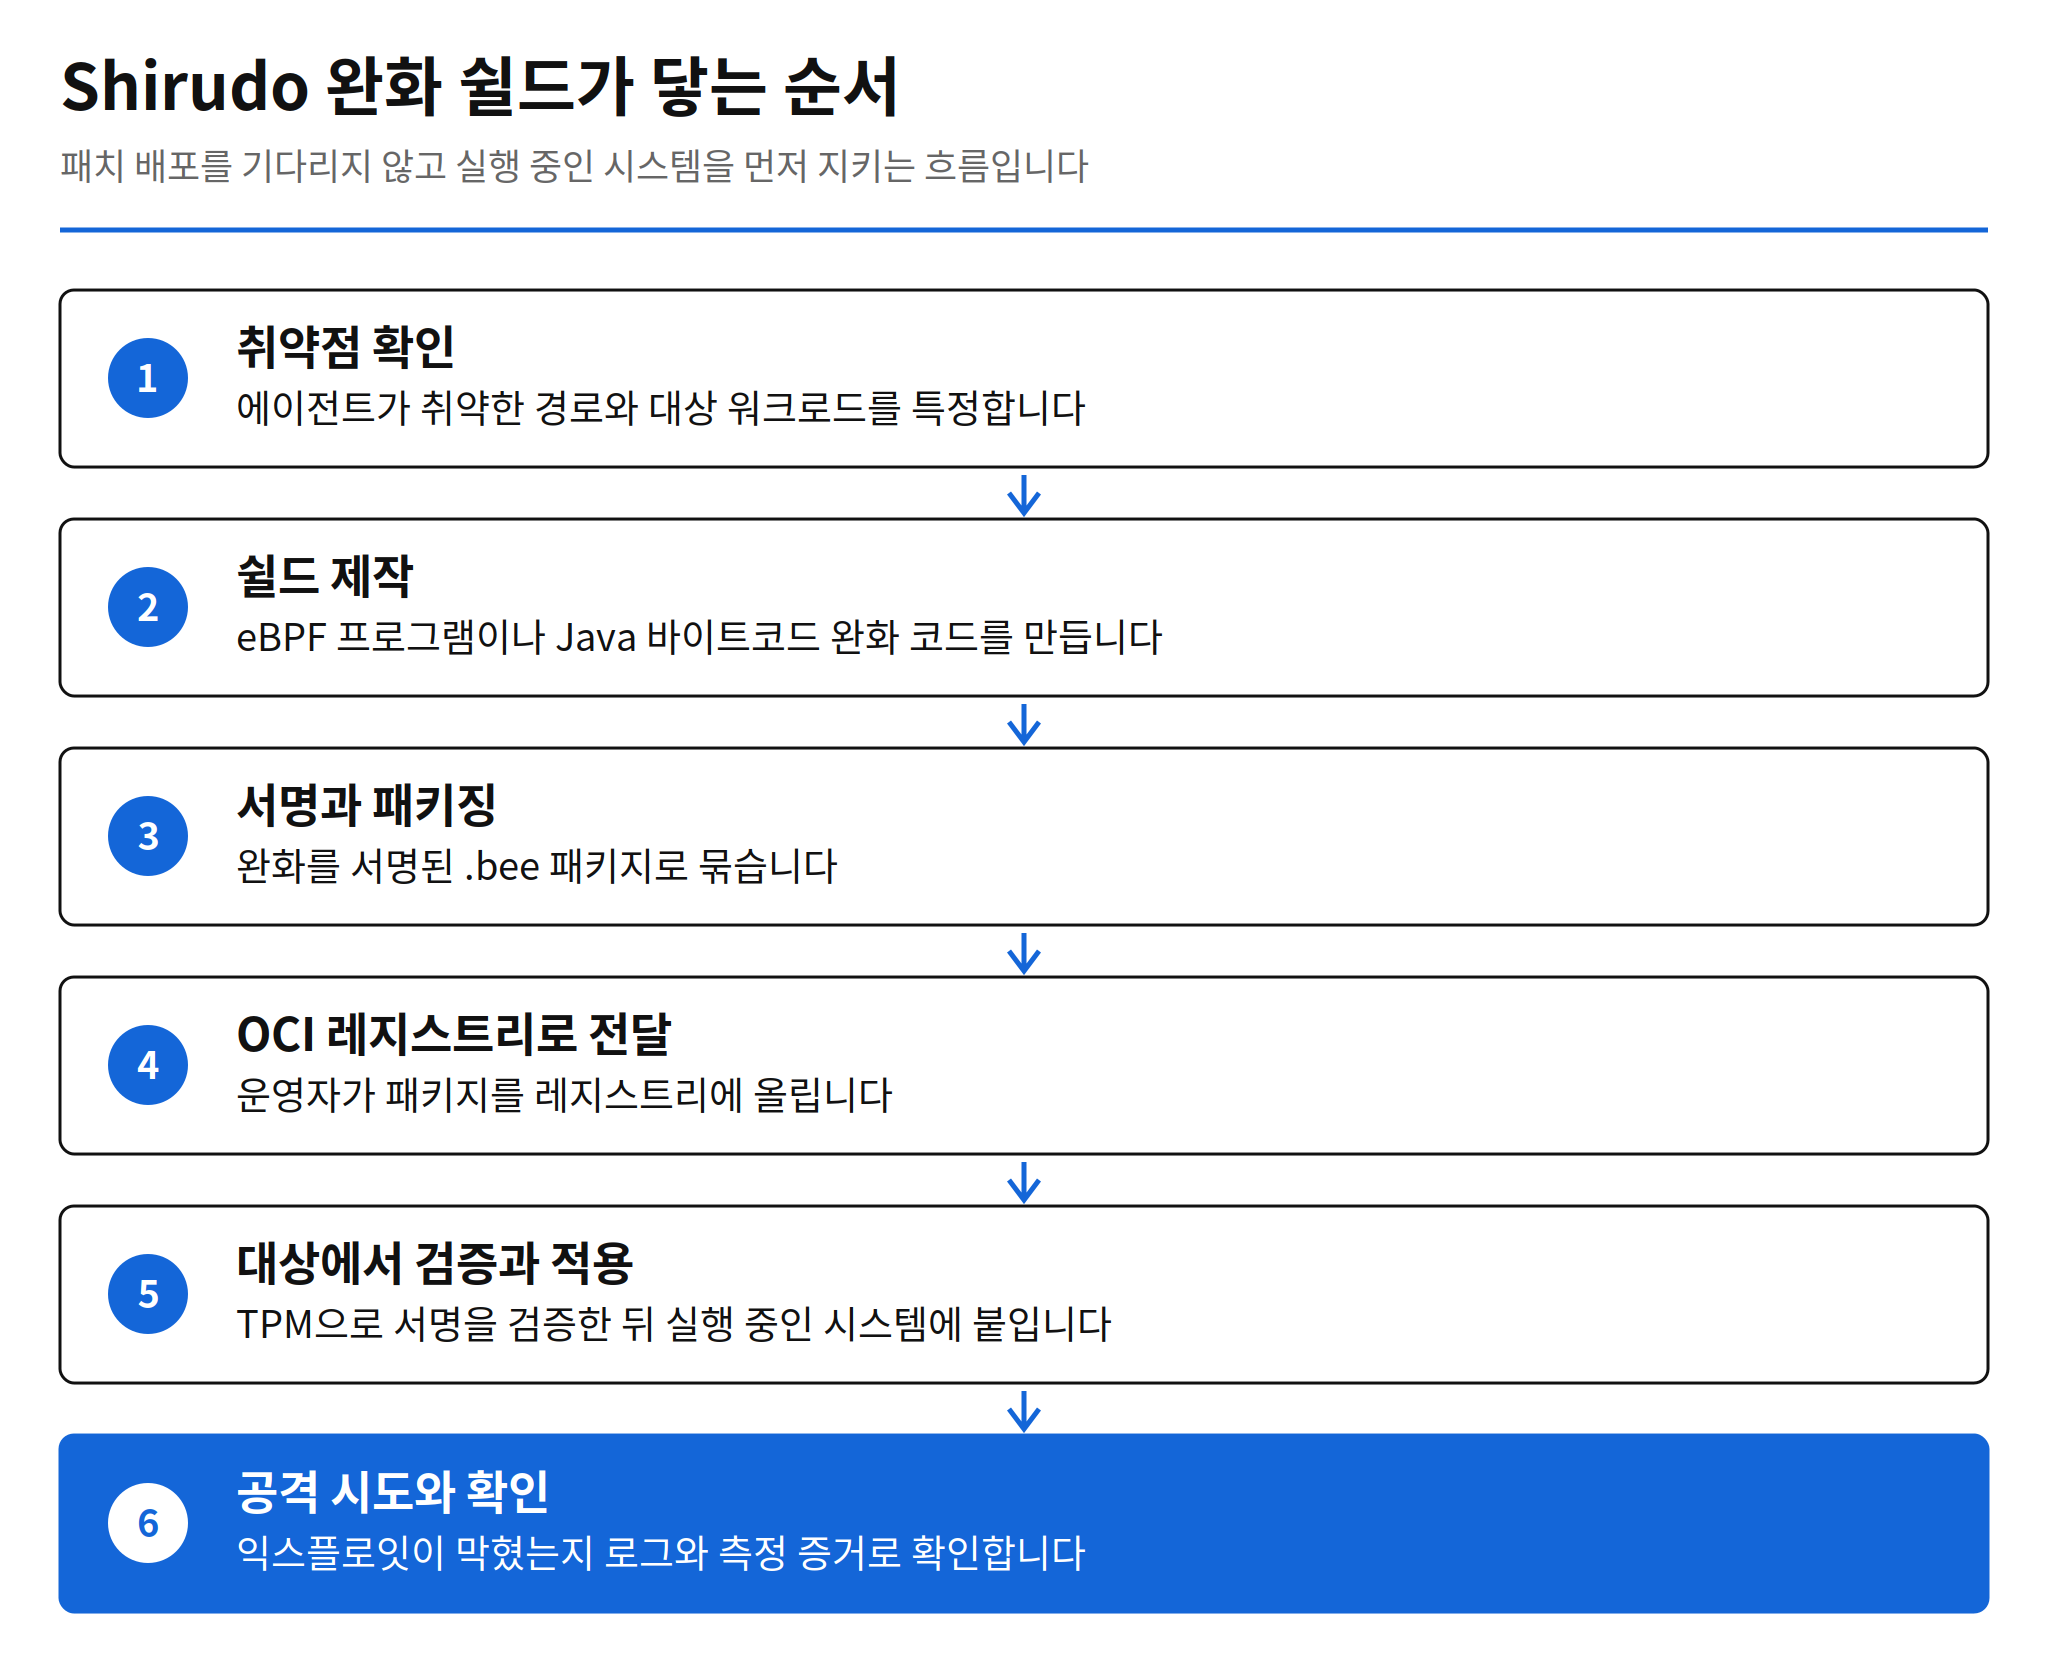 Shirudo 완화 쉴드가 닿는 순서
패치 배포를 기다리지 않고 실행 중인 시스템을 먼저 지키는 흐름입니다
1
취약점 확인
에이전트가 취약한 경로와 대상 워크로드를 특정합니다
2
쉴드 제작
eBPF 프로그램이나 Java 바이트코드 완화 코드를 만듭니다
3
서명과 패키징
완화를 서명된 .bee 패키지로 묶습니다
4
OCI 레지스트리로 전달
운영자가 패키지를 레지스트리에 올립니다
5
대상에서 검증과 적용
TPM으로 서명을 검증한 뒤 실행 중인 시스템에 붙입니다
6
공격 시도와 확인
익스플로잇이 막혔는지 로그와 측정 증거로 확인합니다